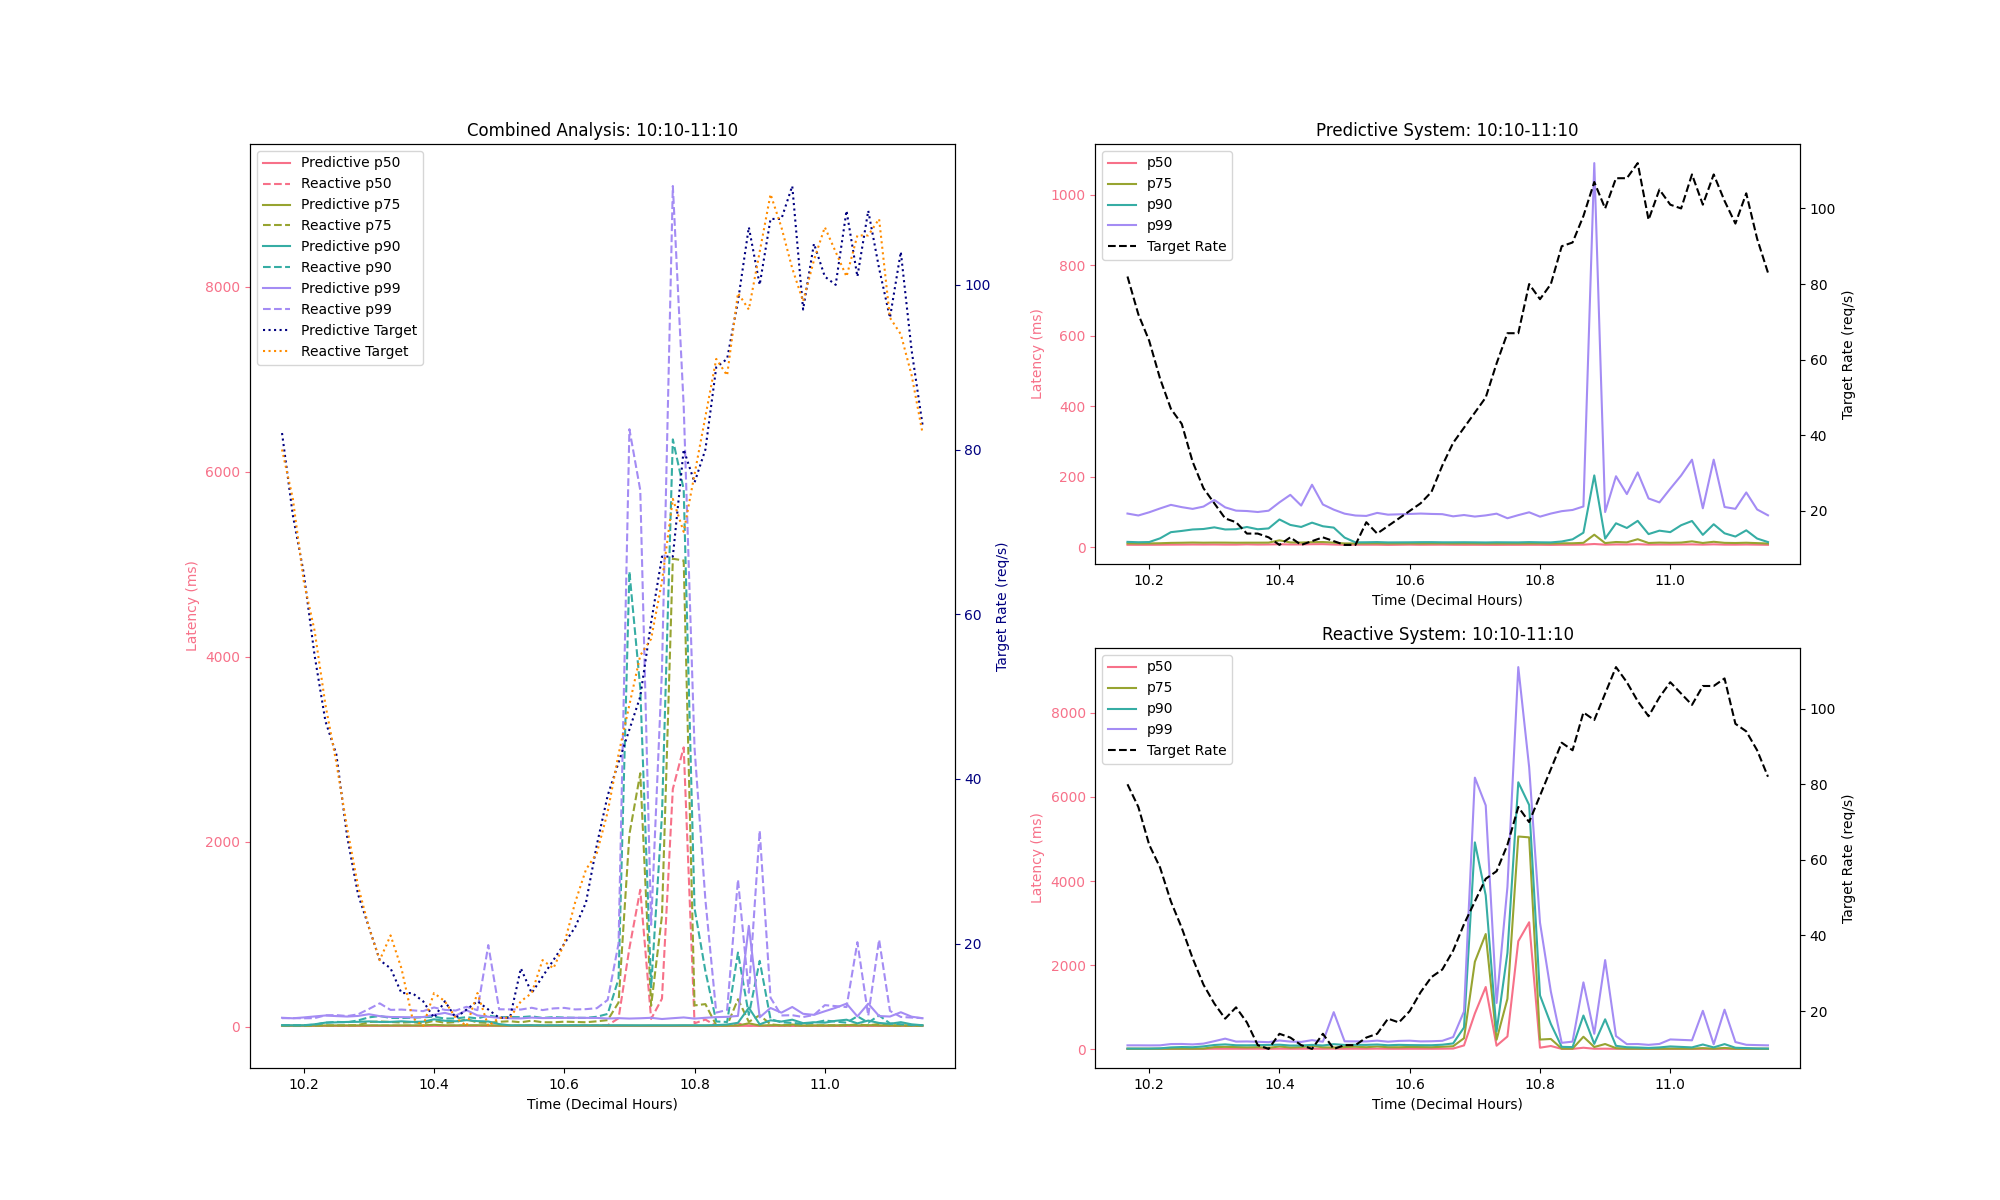 Combined Analysis: 10:10-11:10
Predictive p50
Reactive p50
Predictive p75
Reactive p75
Predictive p90
Reactive p90
Predictive p99
Reactive p99
Predictive Target
Reactive Target
8000
6000
4000
2000
0
Latency (ms)
100
80
60
40
20
Target Rate (req/s)
10.2 10.4 10.6 10.8 11.0
Time (Decimal Hours)
Predictive System: 10:10-11:10
p50
p75
p90
p99
Target Rate
1000
800
600
400
200
0
Latency (ms)
100
80
60
40
20
Target Rate (req/s)
10.2 10.4 10.6 10.8 11.0
Time (Decimal Hours)
Reactive System: 10:10-11:10
p50
p75
p90
p99
Target Rate
8000
6000
4000
2000
0
Latency (ms)
100
80
60
40
20
Target Rate (req/s)
10.2 10.4 10.6 10.8 11.0
Time (Decimal Hours)